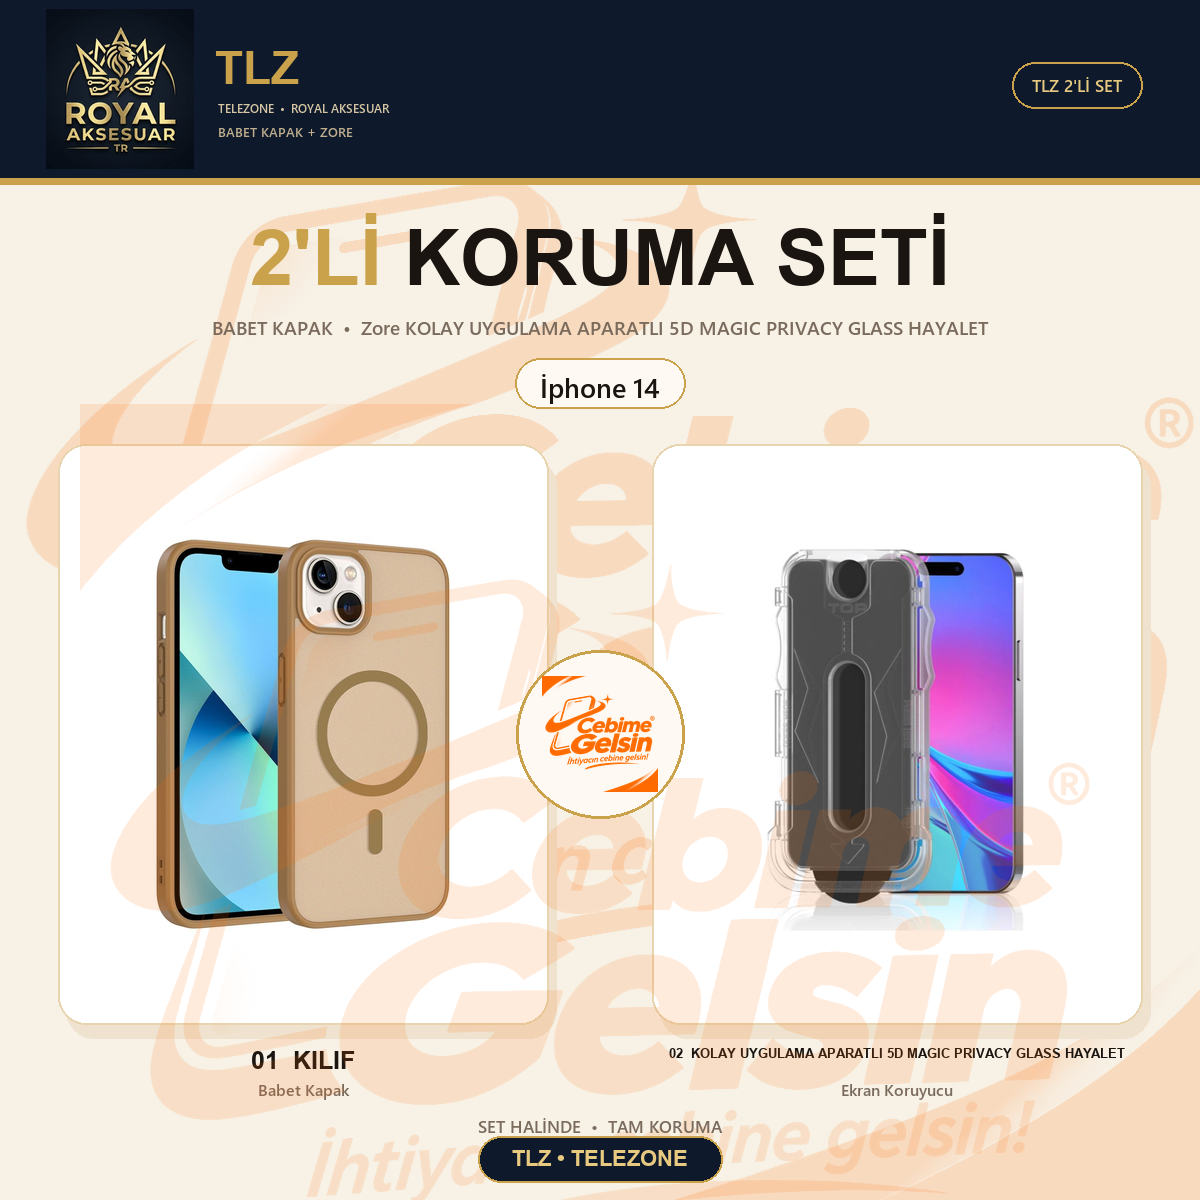 ROYAL
AKSESUAR
TR
TLZ
TELEZONE • ROYAL AKSESUAR
BABET KAPAK + ZORE
TLZ 2'Lİ SET
2'Lİ KORUMA SETİ
BABET KAPAK • Zore KOLAY UYGULAMA APARATLI 5D MAGIC PRIVACY GLASS HAYALET
İphone 14
TOP
Cebime
Gelsin
İhtiyacın cebine gelsin!
Cebime
Gelsin
01 KILIF
Babet Kapak
02 KOLAY UYGULAMA APARATLI 5D MAGIC PRIVACY GLASS HAYALET
Ekran Koruyucu
SET HALİNDE • TAM KORUMA
TLZ • TELEZONE